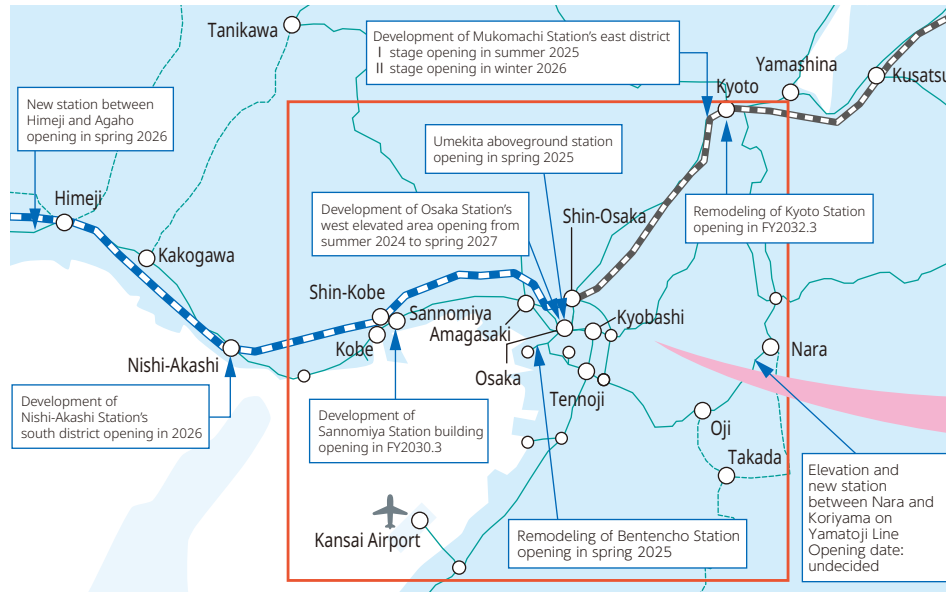 Tanikawa
Development of Mukomachi Station's east district
I stage opening in summer 2025
II stage opening in winter 2026
Yamashina
Kusatsu
Kyoto
New station between
Himeji and Agaho
opening in spring 2026
Umekita aboveground station
opening in spring 2025
Himeji
Development of Osaka Station's
west elevated area opening from
summer 2024 to spring 2027
Shin-Osaka
Remodeling of Kyoto Station
opening in FY2032.3
Kakogawa
Shin-Kobe
Sannomiya
Amagasaki
Kyobashi
Kobe
Nishi-Akashi
Nara
Osaka
Tennoji
Development of
Nishi-Akashi Station's
south district opening in 2026
Development of
Sannomiya Station building
opening in FY2030.3
Oji
Takada
Elevation and
new station
between Nara and
Koriyama on
Yamatoji Line
Opening date:
undecided
Kansai Airport
Remodeling of Bentencho Station
opening in spring 2025